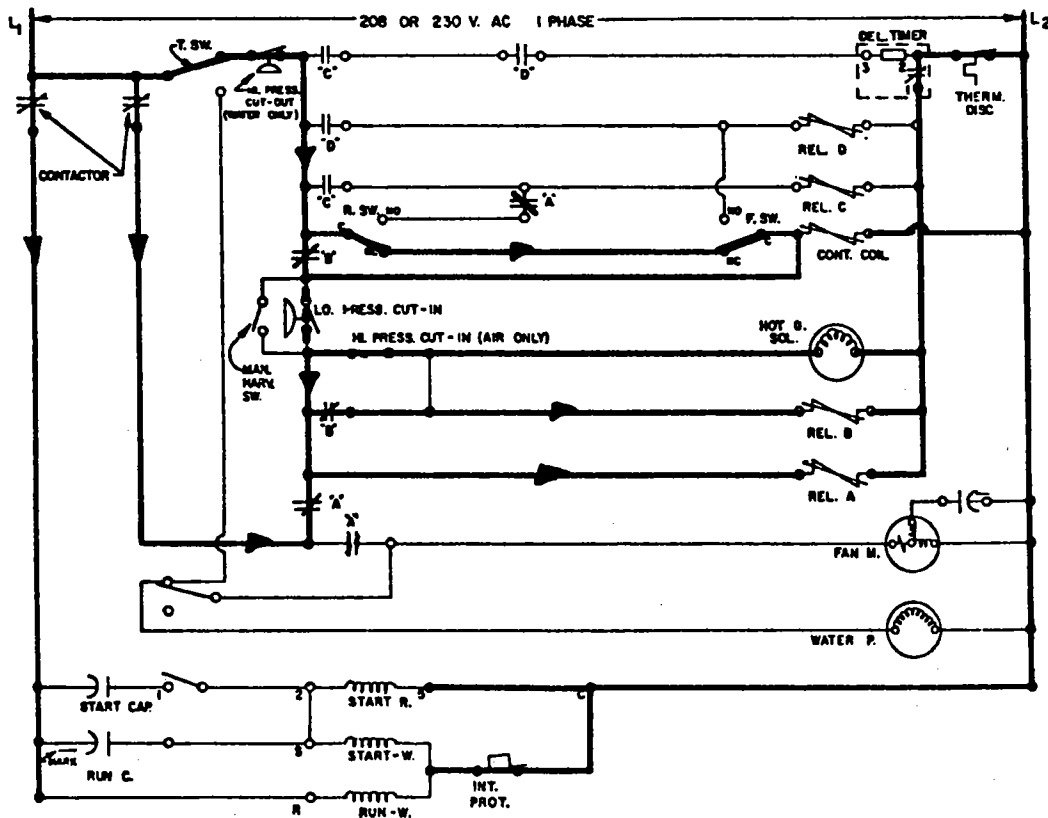 L1
208 OR 230 V. AC 1 PHASE
L2
T. SW.
HI. PRESS.
CUT-OUT
(WATER ONLY)
"C"
"D"
DEL. TIMER
3
2
1
THERM.
DISC
CONTACTOR
"D"
REL. D
"C"
R. SW.
NO
"A"
NO
F. SW.
REL. C
C
NC
NC
C
CONT. COIL
"B"
LO. PRESS. CUT-IN
HI. PRESS. CUT-IN (AIR ONLY)
HOT G.
SOL.
MAN.
HARV.
SW.
"B"
REL. B
REL. A
"A"
"A"
FAN M.
WATER P.
START CAP.
1
2
START R.
5
C
MARK
RUN C.
S
START-W.
INT.
PROT.
R
RUN-W.